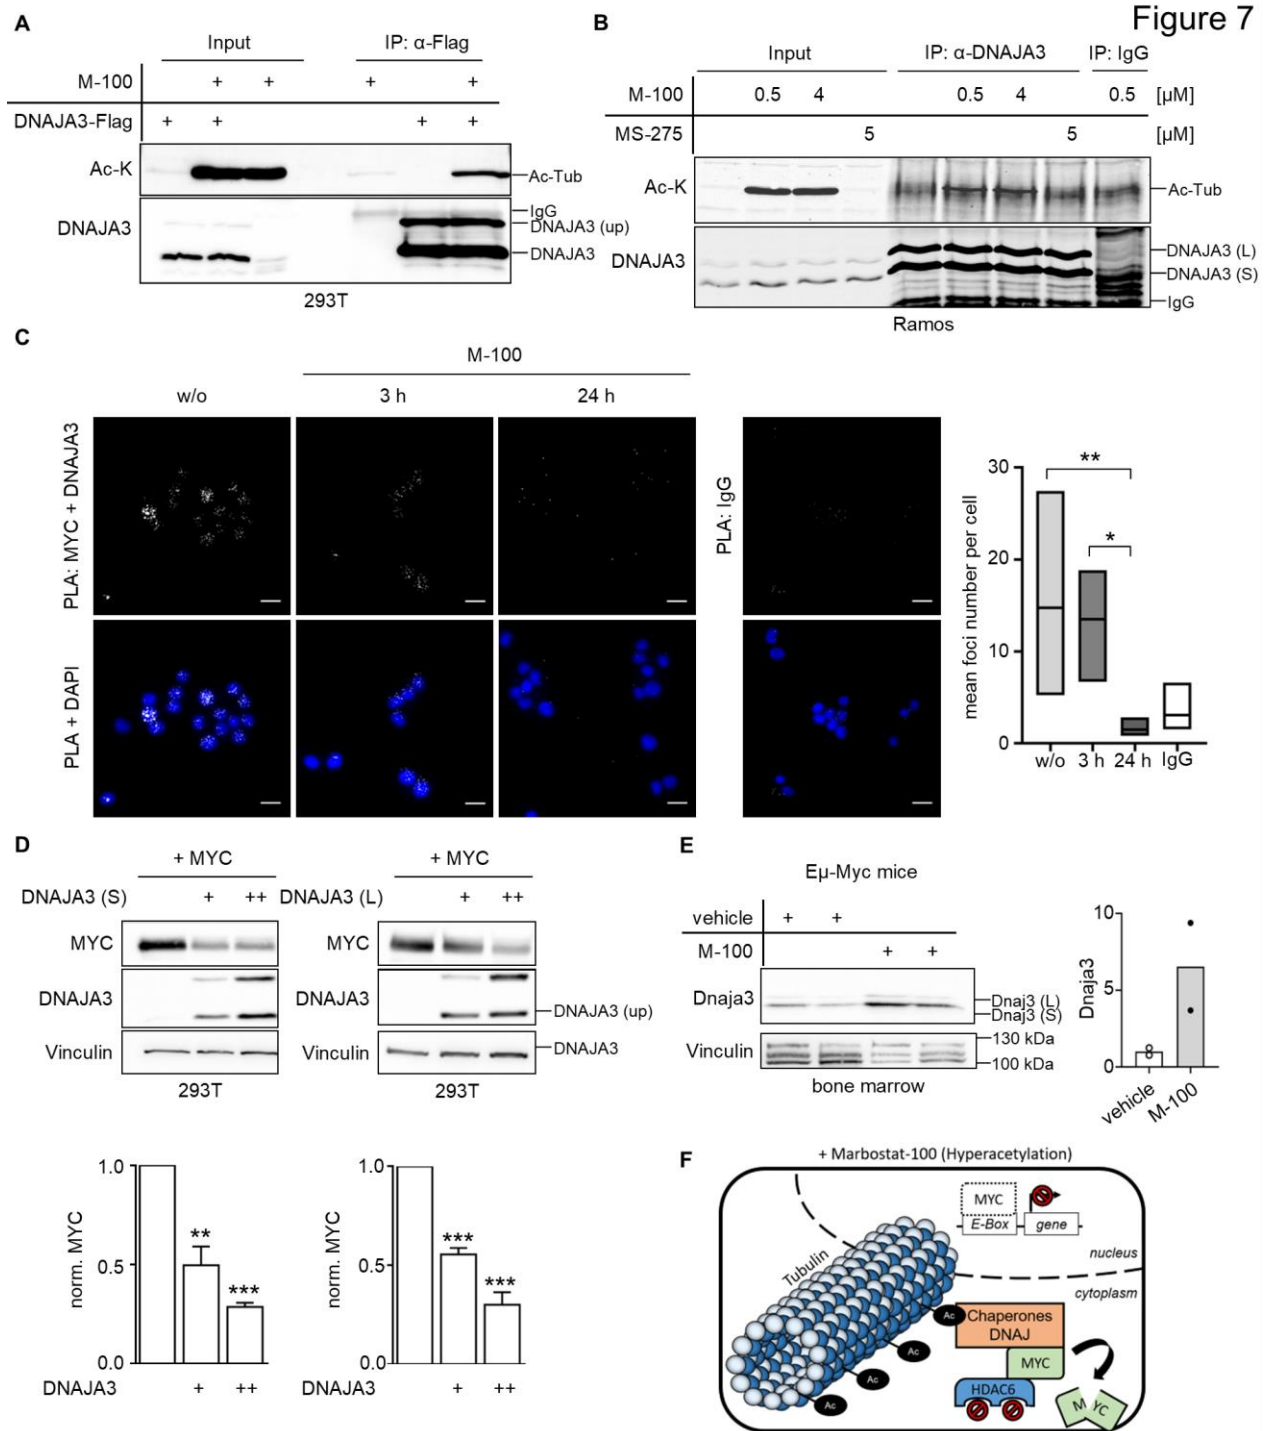 Figure 7
A
Input IP: α-Flag
M-100 + + + +
DNAJA3-Flag + + + +
Ac-K Ac-Tub
DNAJA3 IgG
DNAJA3 (up)
DNAJA3
293T
B
Input IP: α-DNAJA3 IP: IgG
M-100 0.5 4 0.5 4 0.5 [µM]
MS-275 5 5 [µM]
Ac-K Ac-Tub
DNAJA3 DNAJA3 (L)
DNAJA3 (S)
IgG
Ramos
C
M-100
w/o 3 h 24 h
PLA: MYC + DNAJA3
PLA + DAPI
PLA: IgG
mean foci number per cell
30
20
10
0
** 
*
w/o 3 h 24 h IgG
D
+ MYC + MYC
DNAJA3 (S) + ++ DNAJA3 (L) + ++
MYC MYC
DNAJA3 DNAJA3 DNAJA3 (up)
Vinculin Vinculin DNAJA3
293T 293T
norm. MYC
1.0
0.5
0.0
**
***
DNAJA3 + ++
norm. MYC
1.0
0.5
0.0
***
***
DNAJA3 + ++
E
Eµ-Myc mice
vehicle + +
M-100 + +
Dnaja3 Dnaj3 (L)
Dnaj3 (S)
Vinculin 130 kDa
100 kDa
bone marrow
Dnaja3
10
5
0
vehicle M-100
F
+ Marbostat-100 (Hyperacetylation)
MYC
E-Box gene
nucleus
cytoplasm
Tubulin
Ac Chaperones
DNAJ
Ac MYC
Ac HDAC6
Ac M YC